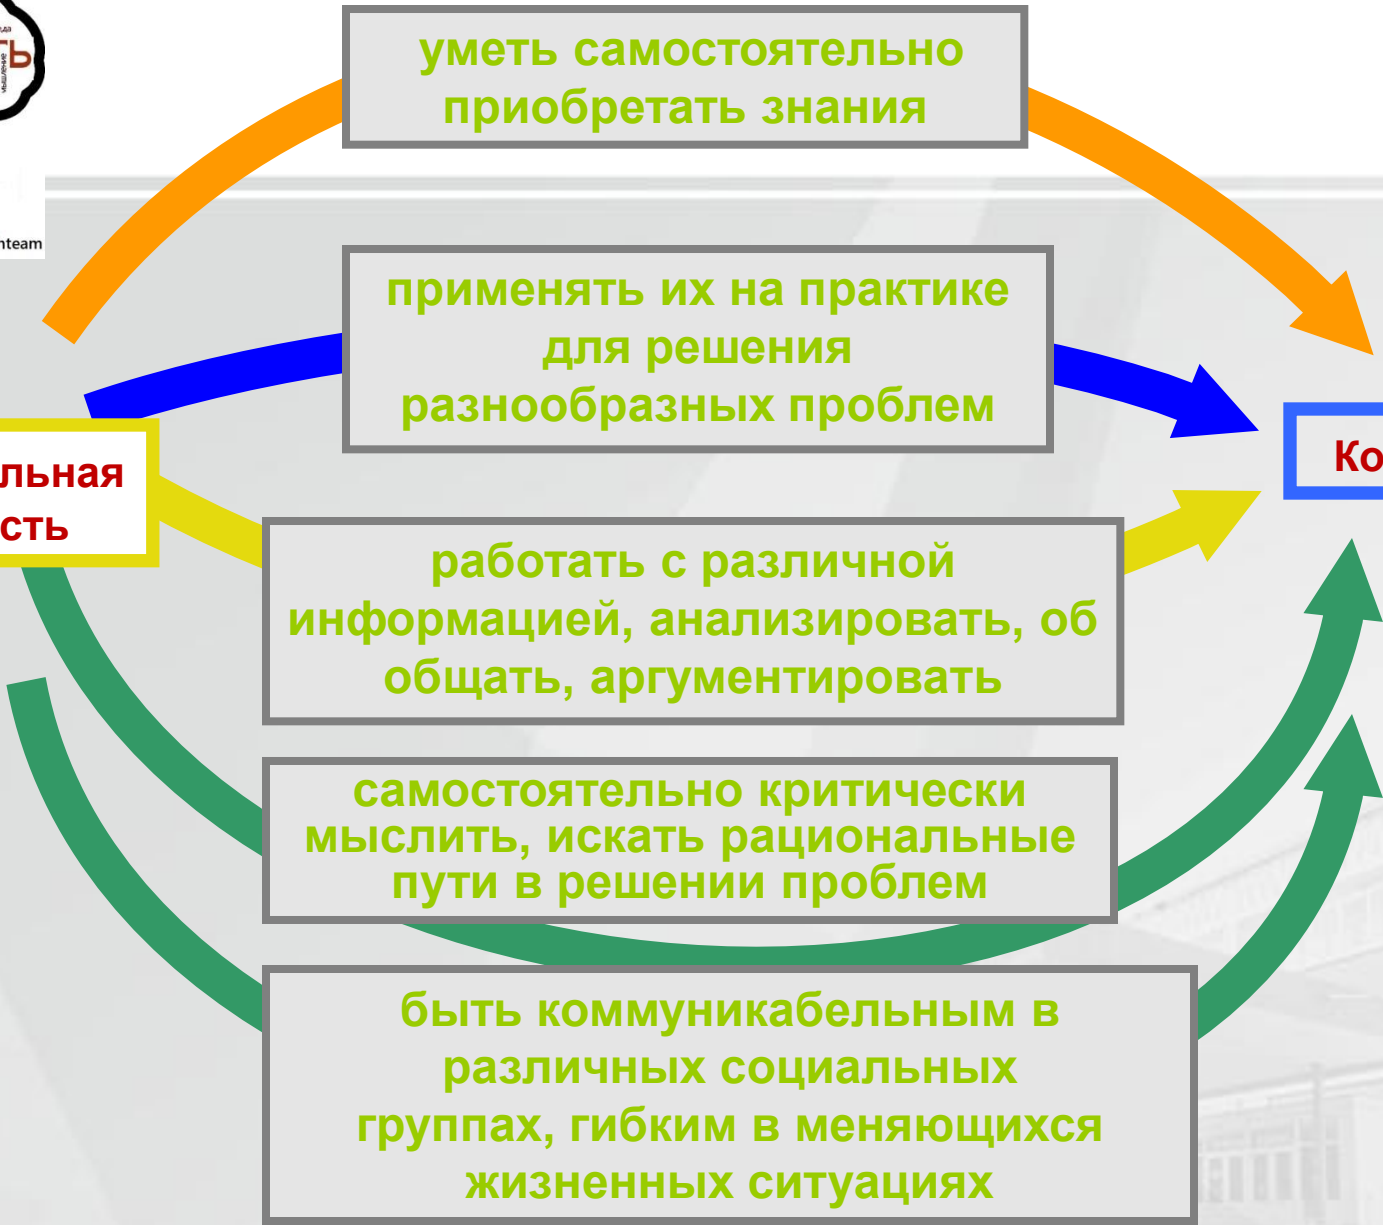 уметь самостоятельно
приобретать знания
nteam
применять их на практике
для решения
разнообразных проблем
льная
сть
Ко
работать с различной
информацией, анализировать, об
общать, аргументировать
самостоятельно критически
мыслить, искать рациональные
пути в решении проблем
быть коммуникабельным в
различных социальных
группах, гибким в меняющихся
жизненных ситуациях